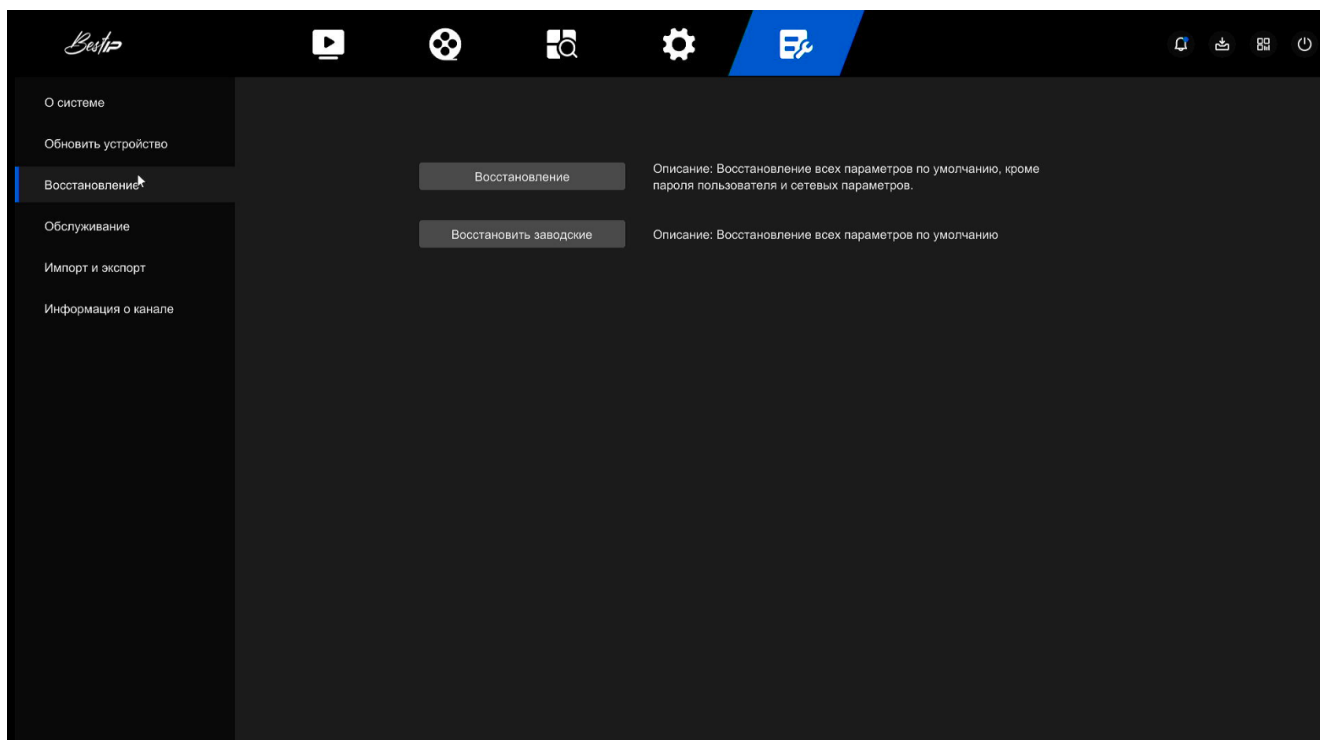 Bestip
О системе
Обновить устройство
Восстановление
Обслуживание
Импорт и экспорт
Информация о канале
Восстановление
Описание: Восстановление всех параметров по умолчанию, кроме
пароля пользователя и сетевых параметров.
Восстановить заводские
Описание: Восстановление всех параметров по умолчанию